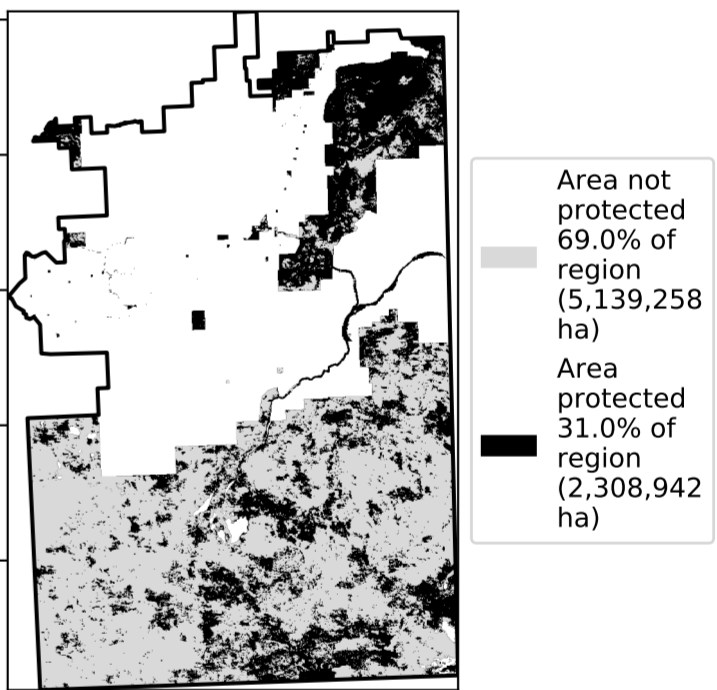 Area not
protected
69.0% of
region
(5,139,258
ha)
Area
protected
31.0% of
region
(2,308,942
ha)